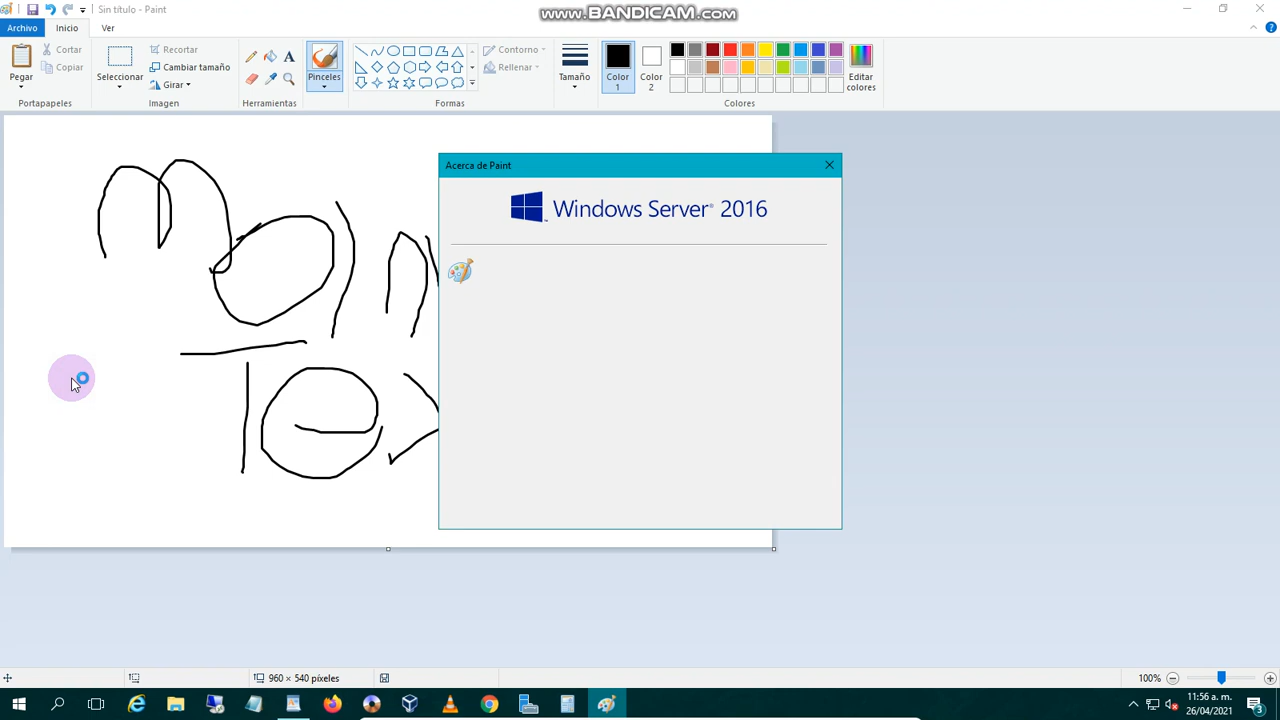 www.BANDICAM.com
Sin título - Paint
Archivo Inicio Ver
Pegar
Cortar
Copiar
Portapapeles
Seleccionar
Recortar
Cambiar tamaño
Girar
Imagen
A
Herramientas
Pinceles
Contorno
Rellenar
Formas
Tamaño
Color 1
Color 2
Editar colores
Colores
Acerca de Paint
Windows Server® 2016
960 × 540 píxeles
100%
11:56 a. m.
26/04/2021
3